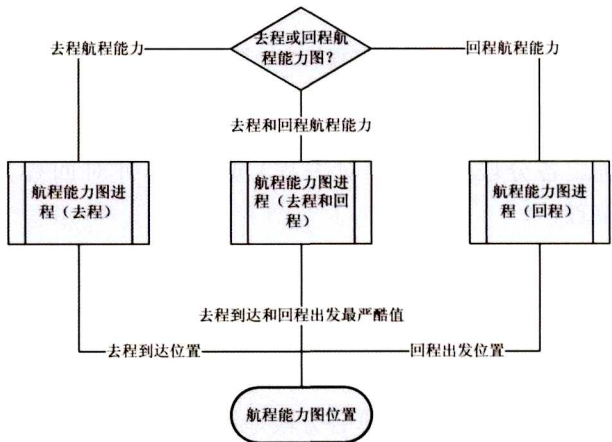 去程或回程航
程能力图？
去程航程能力
回程航程能力
去程和回程航程能力
航程能力图进
程（去程）
航程能力图进
程（去程和回
程）
航程能力图进
程（回程）
去程到达和回程出发最严酷值
去程到达位置
回程出发位置
航程能力图位置